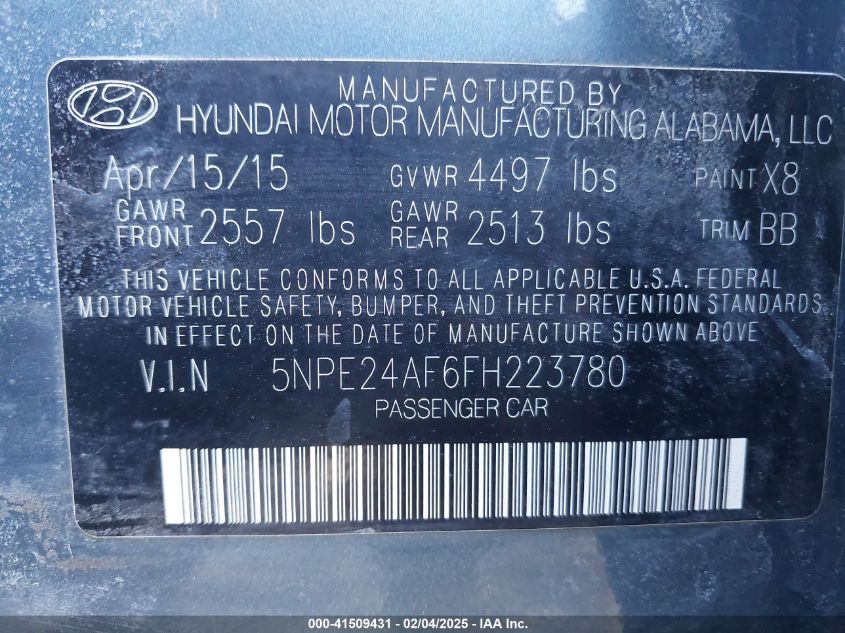 MANUFACTURED BY
HYUNDAI MOTOR MANUFACTURING ALABAMA, LLC
Apr/15/15 GVWR 4497 lbs PAINT X8
GAWR FRONT 2557 lbs GAWR REAR 2513 lbs TRIM BB
THIS VEHICLE CONFORMS TO ALL APPLICABLE U.S.A. FEDERAL
MOTOR VEHICLE SAFETY, BUMPER, AND THEFT PREVENTION STANDARDS
IN EFFECT ON THE DATE OF MANUFACTURE SHOWN ABOVE
V.I.N 5NPE24AF6FH223780
PASSENGER CAR
000-41509431 - 02/04/2025 - IAA Inc.